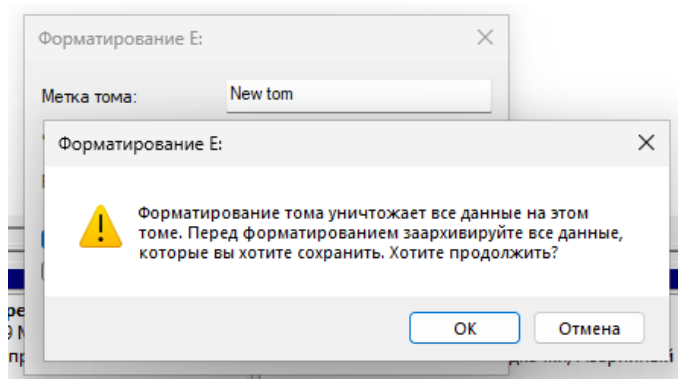 Форматирование E:
Метка тома:
New tom
Форматирование E:
Форматирование тома уничтожает все данные на этом
томе. Перед форматированием заархивируйте все данные,
которые вы хотите сохранить. Хотите продолжить?
OK
Отмена